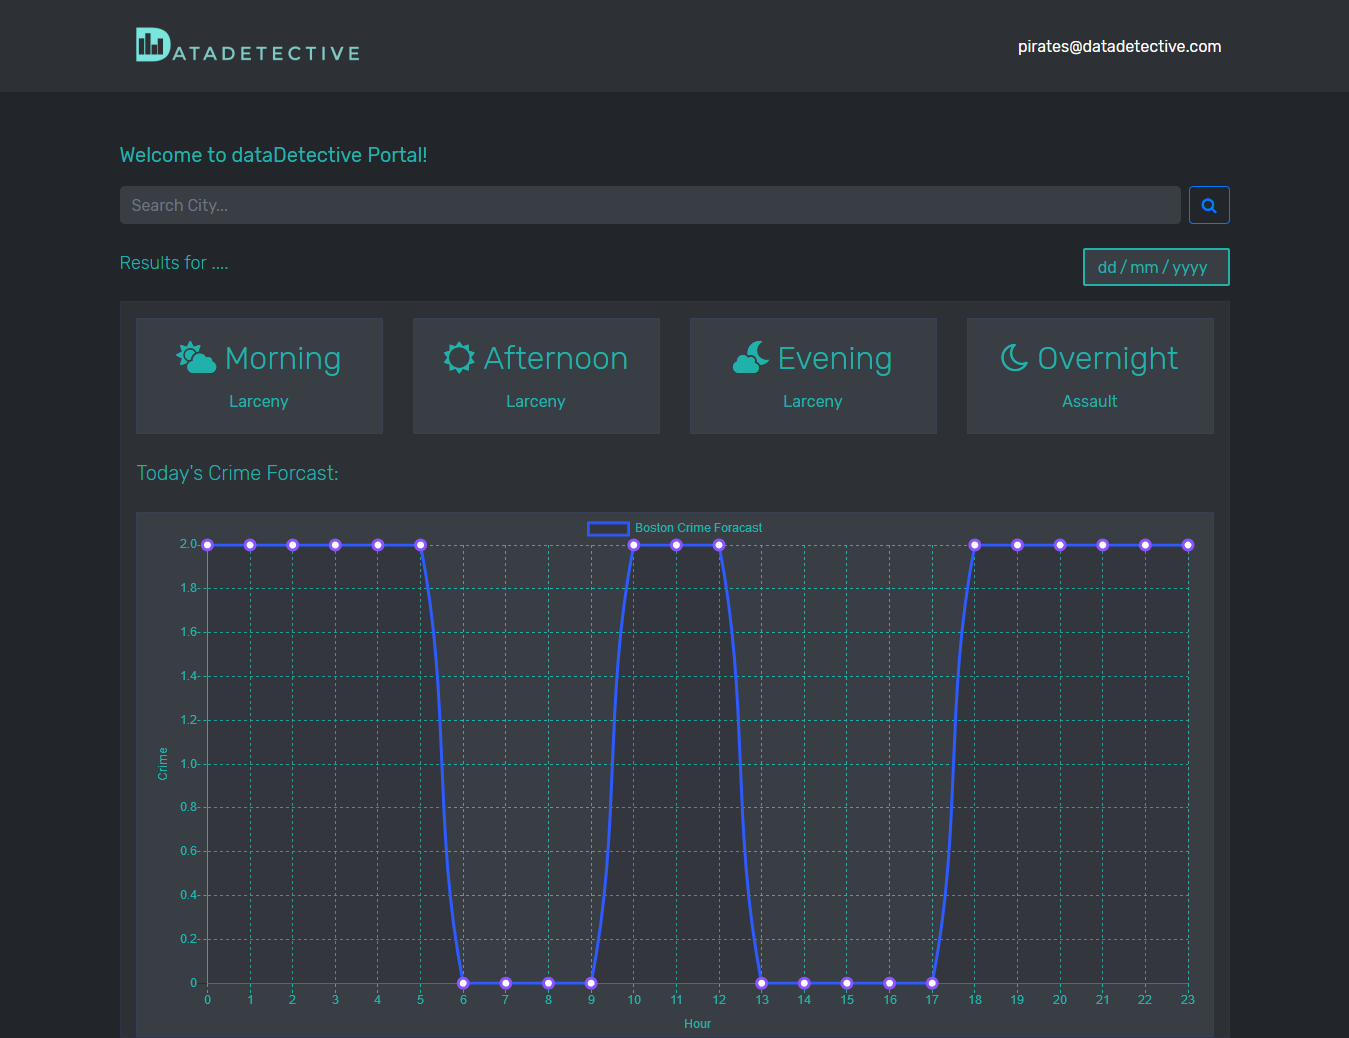 DATADETECTIVE
pirates@datadetective.com
Welcome to dataDetective Portal!
Search City...
Results for ....
dd / mm / yyyy
Morning
Larceny
Afternoon
Larceny
Evening
Larceny
Overnight
Assault
Today's Crime Forcast:
Boston Crime Foracast
2.0
1.8
1.6
1.4
1.2
1.0
0.8
0.6
0.4
0.2
0
Crime
0 1 2 3 4 5 6 7 8 9 10 11 12 13 14 15 16 17 18 19 20 21 22 23
Hour